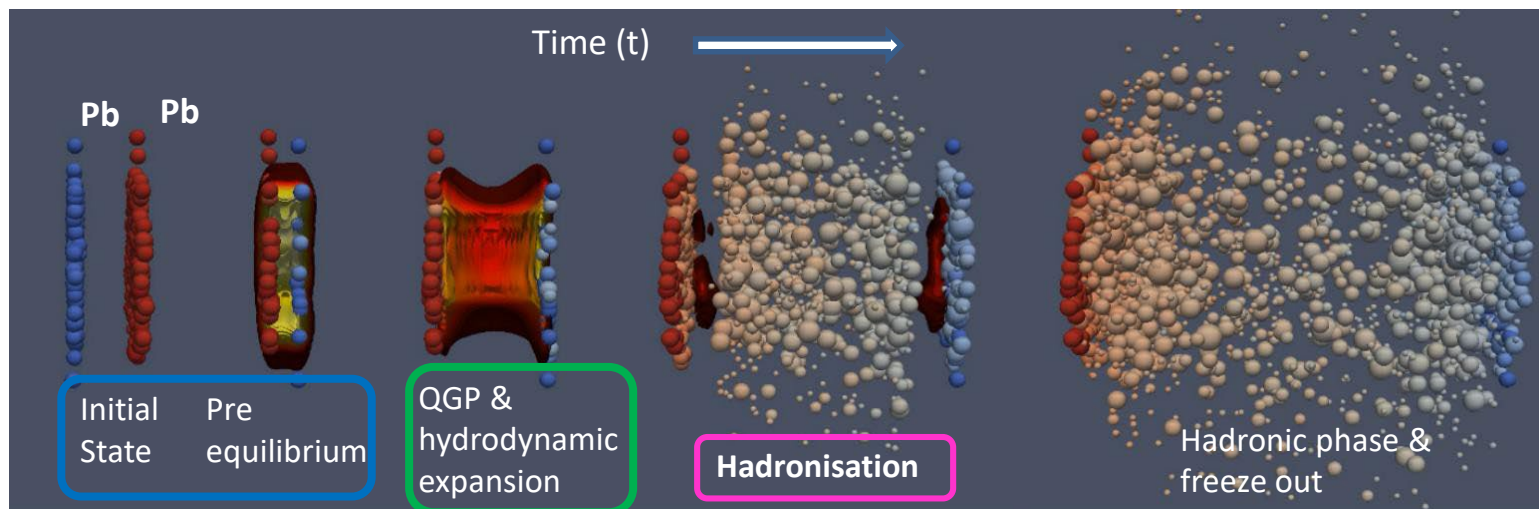 Time (t)
Pb
Pb
Initial
State
Pre
equilibrium
QGP &
hydrodynamic
expansion
Hadronisation
Hadronic phase &
freeze out